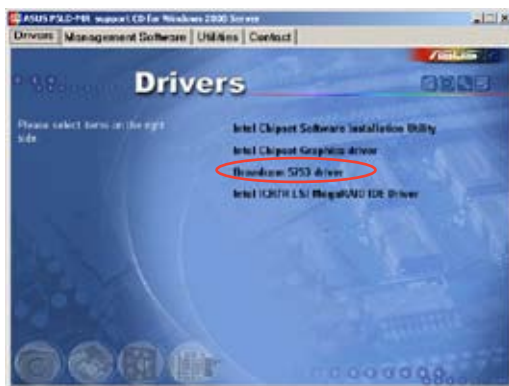 ASUS P5LD-MR support CD for Windows 2000 Server
Drivers Management Software Utilities Contact
Drivers
Please select items on the right
side
Intel Chipset Software Installation Utility
Intel Chipset Graphics driver
Broadcom 5753 driver
Intel ICH7R LSI MegaRAID IDE Driver